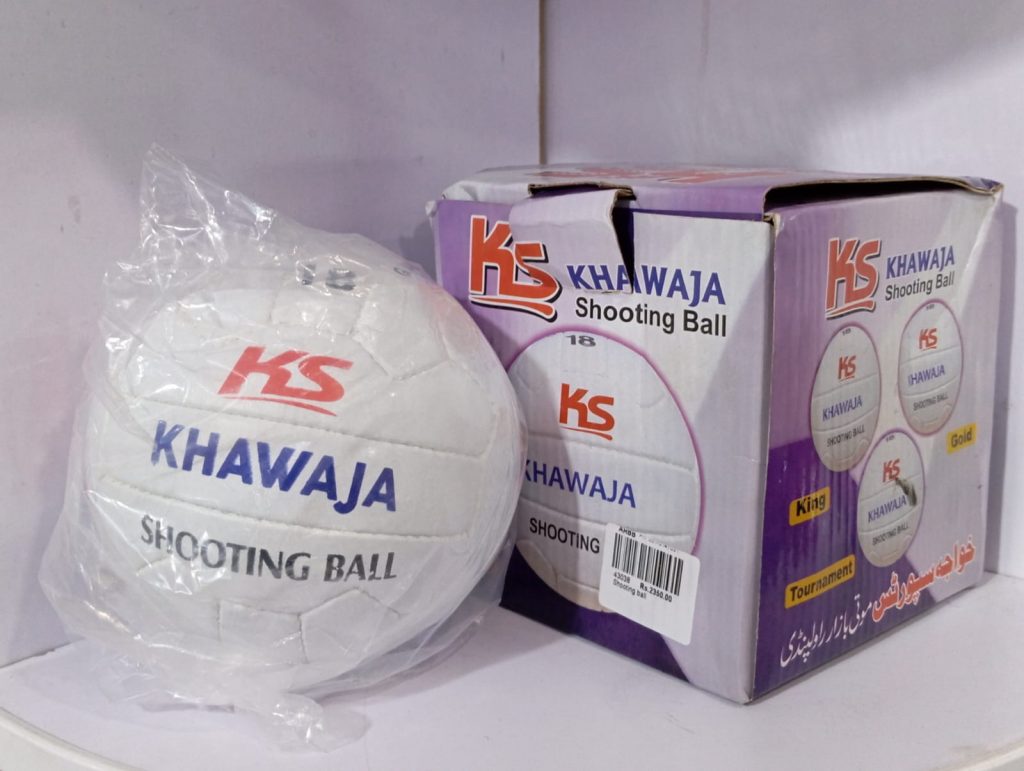 18
KS
KHAWAJA
SHOOTING BALL
KS
KHAWAJA
Shooting Ball
18
KS
KHAWAJA
SHOOTING
43038 Rs.2360.00
Shooting ball
KS
KHAWAJA
Shooting Ball
KS
KHAWAJA
SHOOTING BALL
KS
KHAWAJA
SHOOTING BALL
KS
KHAWAJA
SHOOTING BALL
Gold
King
Tournament
خواجہ سپورٹس موتی بازار راولپنڈی